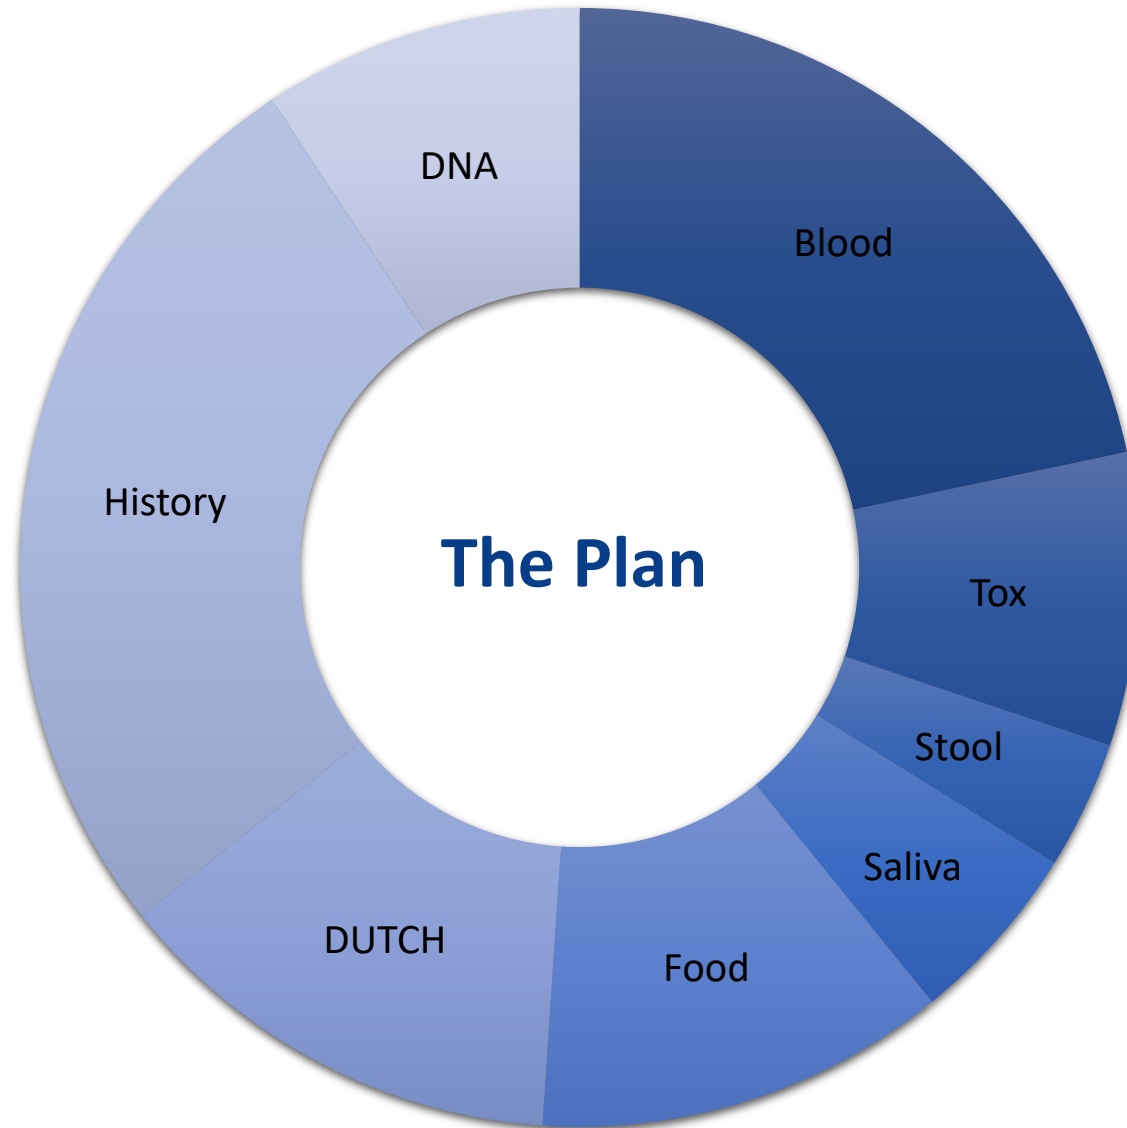 DNA
Blood
History
The Plan
Tox
Stool
Saliva
DUTCH
Food